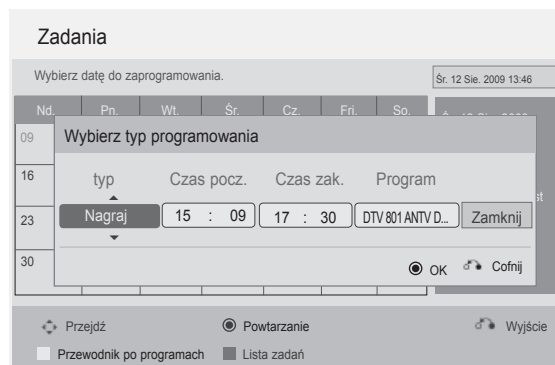 Zadania
Wybierz datę do zaprogramowania.
Śr. 12 Sie. 2009 13:46
Nd. Pn. Wt. Śr. Cz. Fri. So.
09
Wybierz typ programowania
16
typ Czas pocz. Czas zak. Program
23
Nagraj 15 : 09 17 : 30 DTV 801 ANTV D... Zamknij
30
OK Cofnij
Przejdź Powtarzanie Wyjście
Przewodnik po programach Lista zadań